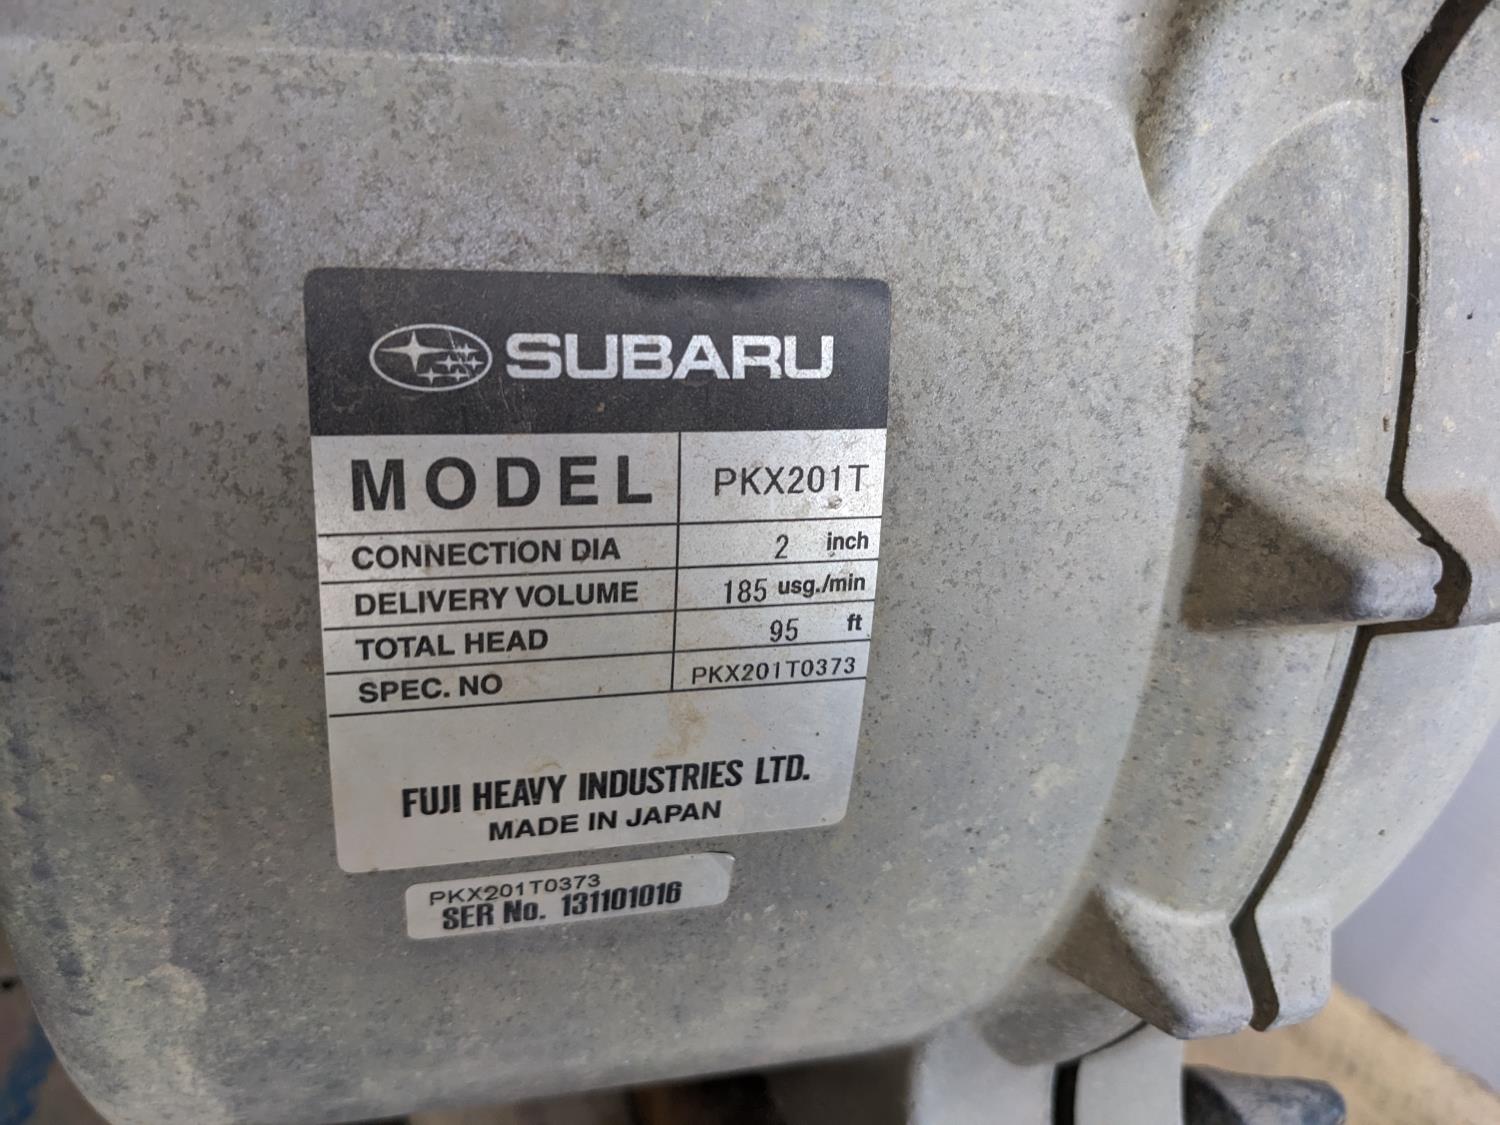 SUBARU
MODEL PKX201T
CONNECTION DIA 2 inch
DELIVERY VOLUME 185 usg./min
TOTAL HEAD 95 ft
SPEC. NO PKX201T0373
FUJI HEAVY INDUSTRIES LTD.
MADE IN JAPAN
PKX201T0373
SER No. 131101016